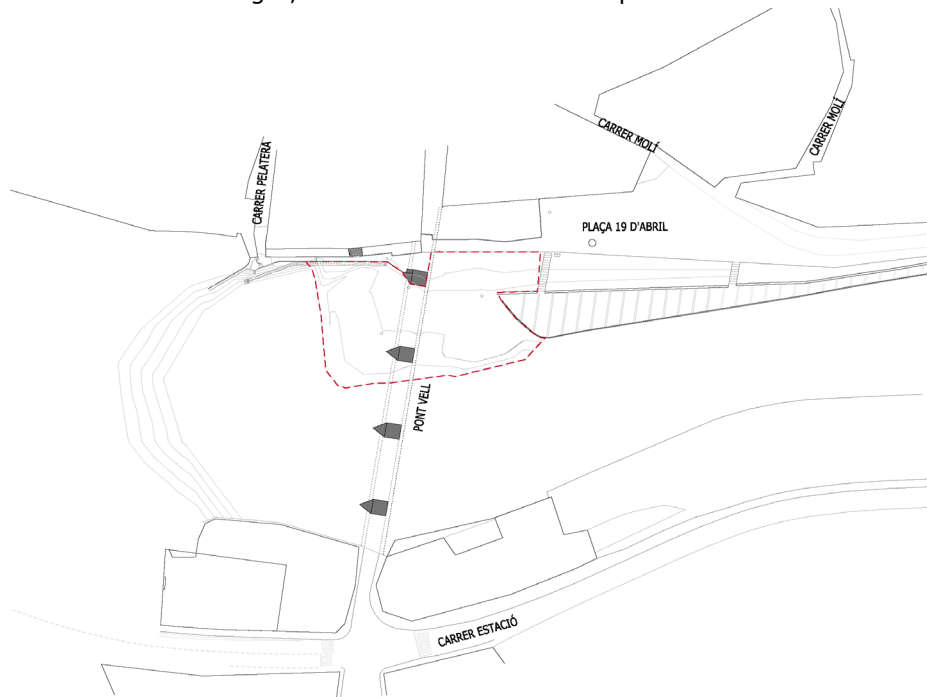 CARRER MOLÍ
CARRER MOLÍ
CARRER PELATERA
PLAÇA 19 D'ABRIL
PONT VELL
CARRER ESTACIÓ